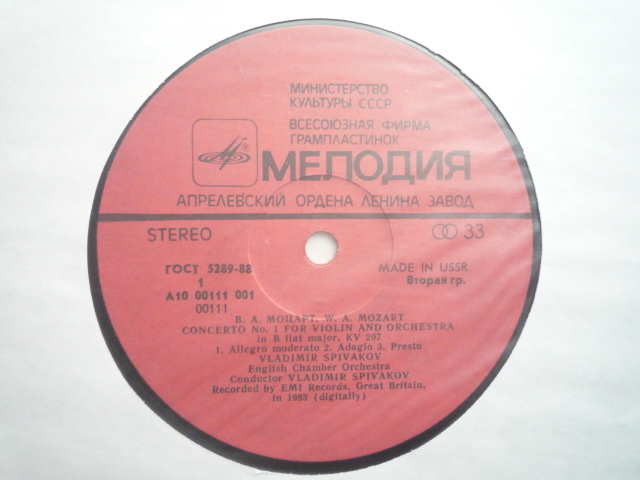 МИНИСТЕРСТВО
КУЛЬТУРЫ СССР
ВСЕСОЮЗНАЯ ФИРМА
ГРАМПЛАСТИНОК
МЕЛОДИЯ
АПРЕЛЕВСКИЙ ОРДЕНА ЛЕНИНА ЗАВОД
STEREO 33
ГОСТ 5289-88 MADE IN USSR
1 Вторая гр.
А10 00111 001
00111
В. А. МОЦАРТ. W. A. MOZART
CONCERTO No. 1 FOR VIOLIN AND ORCHESTRA
in B flat major, KV 207
1. Allegro moderato 2. Adagio 3. Presto
VLADIMIR SPIVAKOV
English Chamber Orchestra
Conductor VLADIMIR SPIVAKOV
Recorded by EMI Records, Great Britain,
in 1983 (digitally)